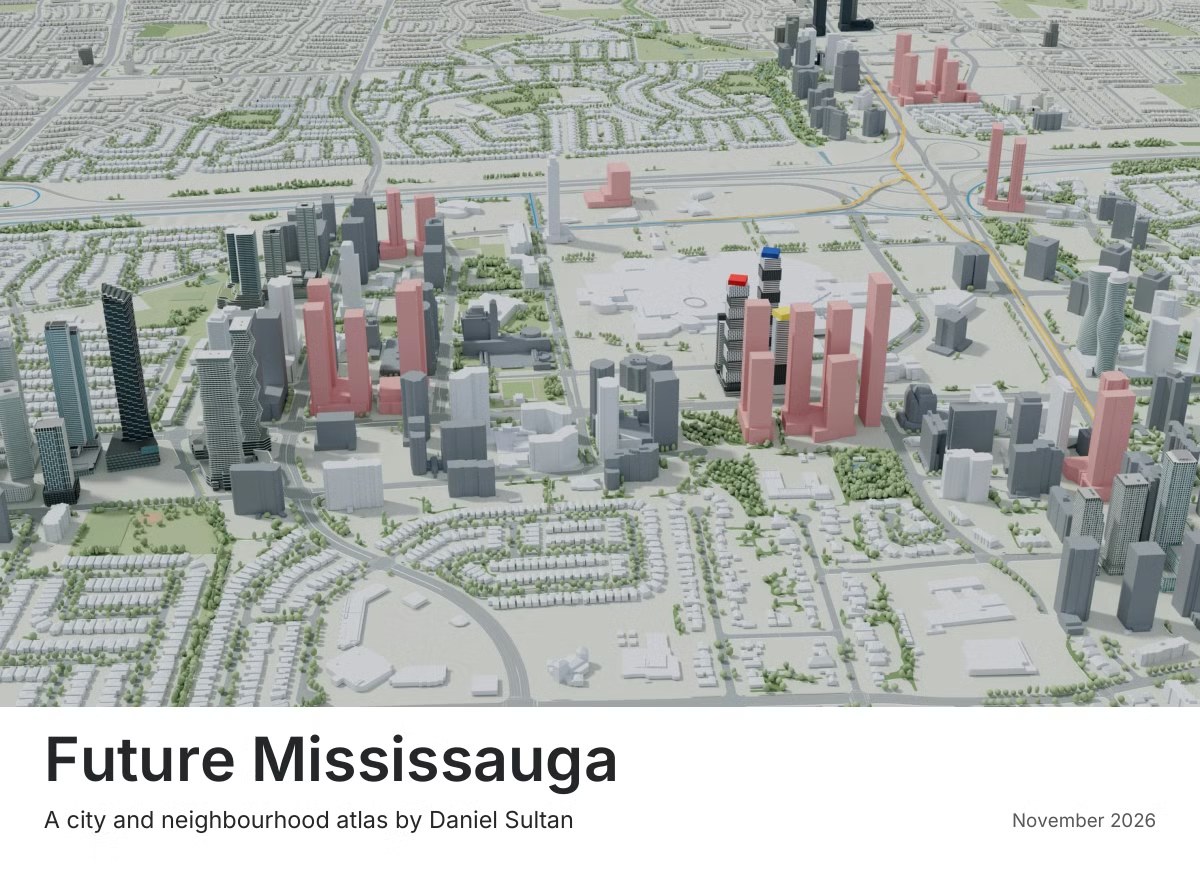 Future Mississauga
A city and neighbourhood atlas by Daniel Sultan
November 2026